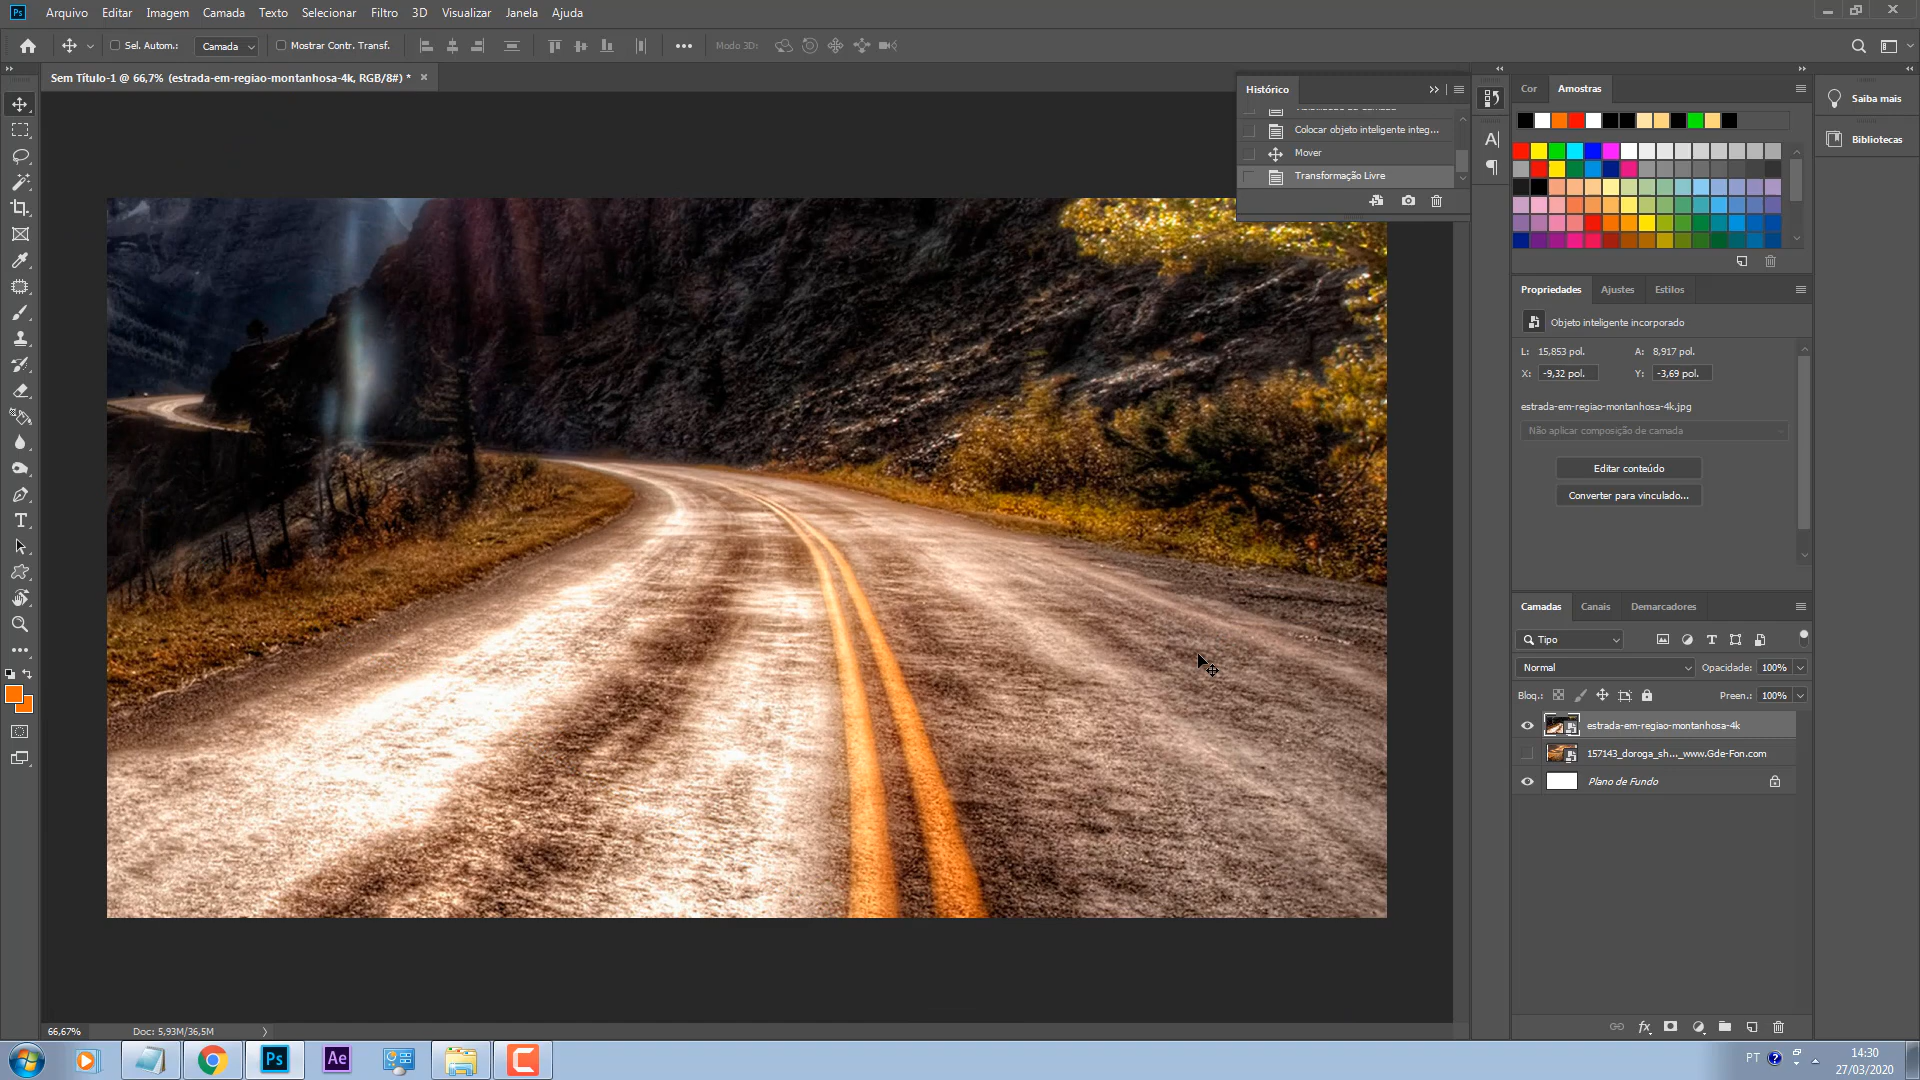 Ps Arquivo Editar Imagem Camada Texto Selecionar Filtro 3D Visualizar Janela Ajuda
Sel. Autom.: Camada Mostrar Contr. Transf. Modo 3D:
Sem Título-1 @ 66,7% (estrada-em-regiao-montanhosa-4k, RGB/8#) *
Histórico
Colocar objeto inteligente integ...
Mover
Transformação Livre
Cor Amostras
Saiba mais
Bibliotecas
Propriedades Ajustes Estilos
Objeto inteligente incorporado
L: 15,853 pol. A: 8,917 pol.
X: -9,32 pol. Y: -3,69 pol.
estrada-em-regiao-montanhosa-4k.jpg
Não aplicar composição de camada
Editar conteúdo
Converter para vinculado...
Camadas Canais Demarcadores
Tipo
Normal Opacidade: 100%
Bloq.: Preen.: 100%
estrada-em-regiao-montanhosa-4k
157143_doroga_sh..._www.Gde-Fon.com
Plano de Fundo
66,67% Doc: 5,93M/36,5M
Ps Ae PT 14:30
27/03/2020